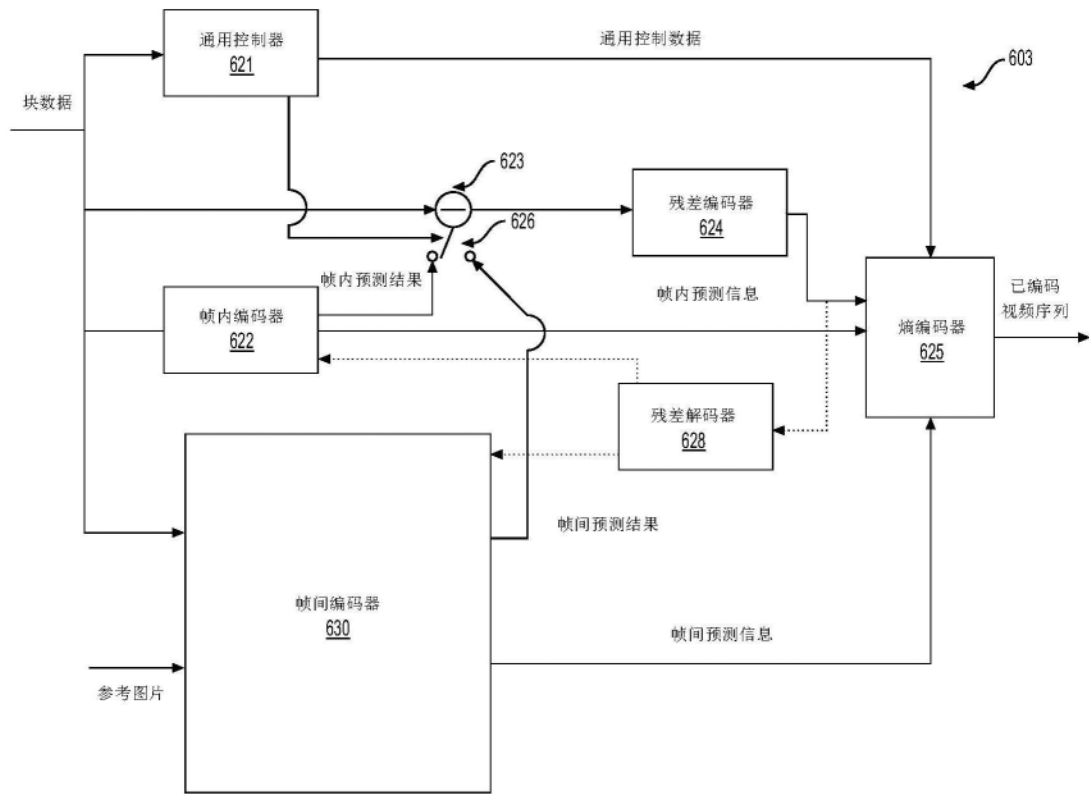 通用控制器
621
通用控制数据
603
块数据
623
626
残差编码器
624
帧内预测结果
帧内预测信息
已编码
视频序列
帧内编码器
622
熵编码器
625
残差解码器
628
帧间预测结果
帧间编码器
630
帧间预测信息
参考图片